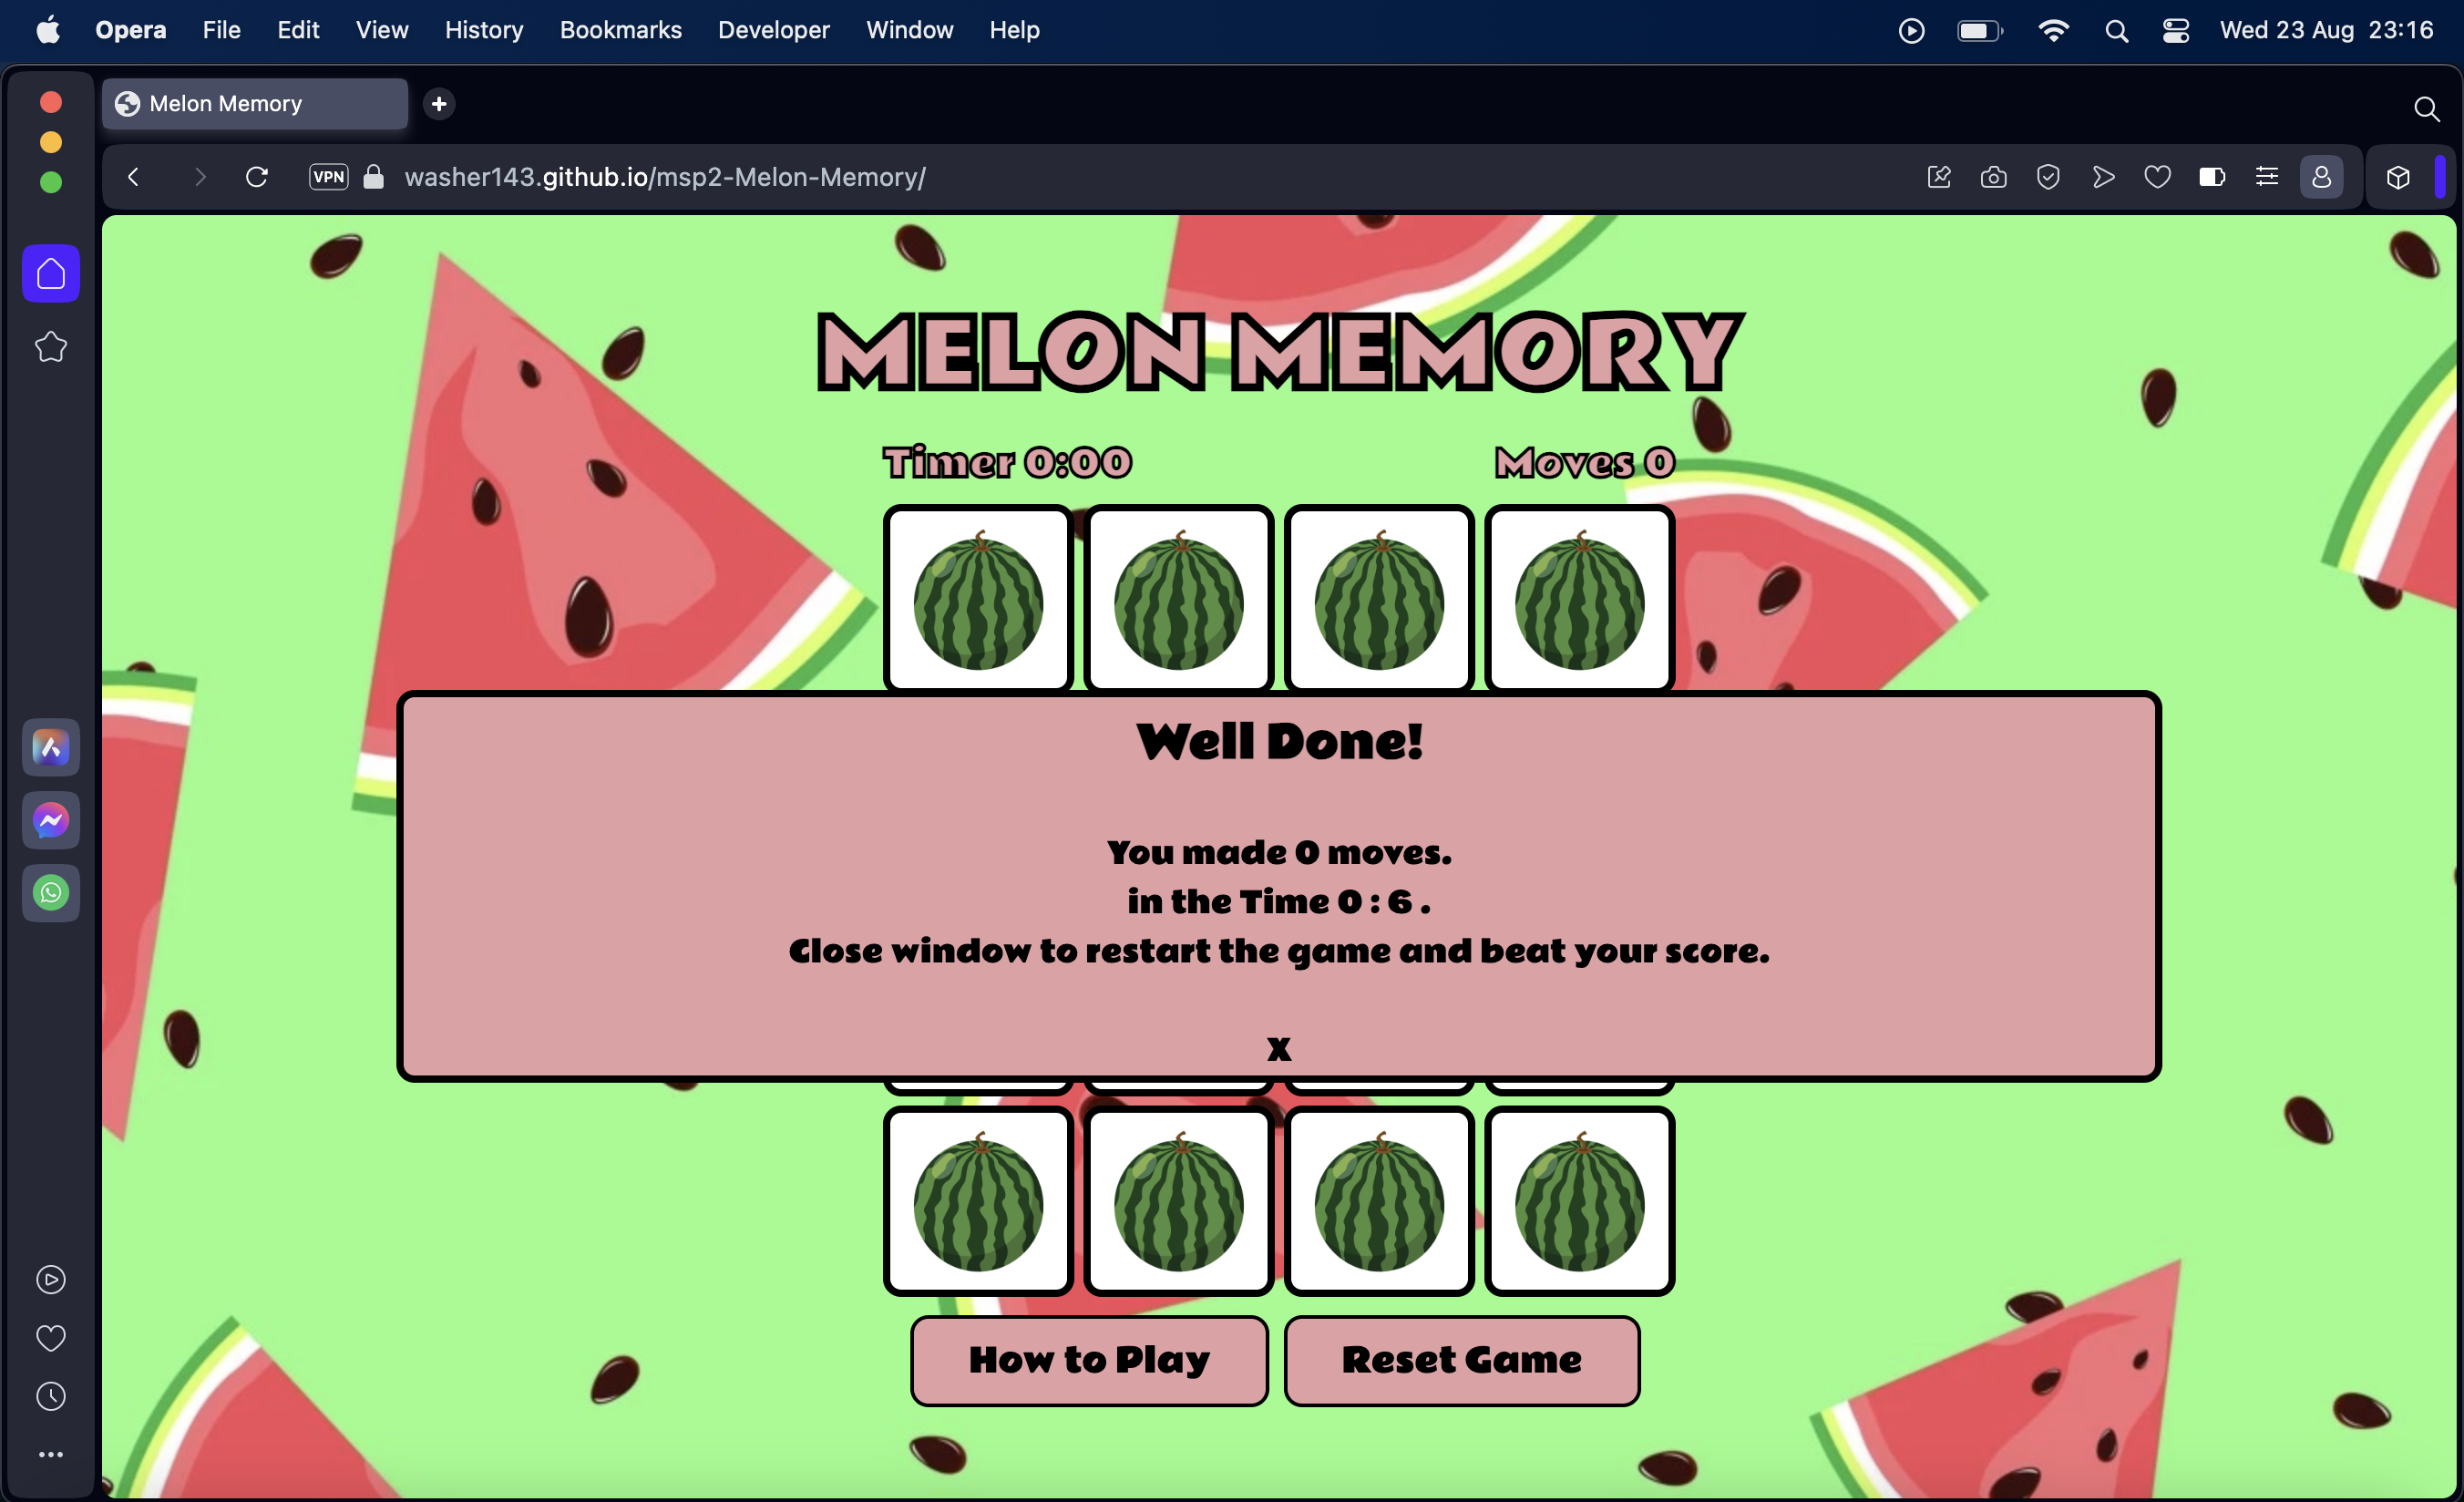 Opera File Edit View History Bookmarks Developer Window Help Wed 23 Aug 23:16
Melon Memory
VPN washer143.github.io/msp2-Melon-Memory/
MELON MEMORY
Timer 0:00 Moves 0
Well Done!
You made 0 moves.
in the Time 0 : 6 .
Close window to restart the game and beat your score.
X
How to Play Reset Game